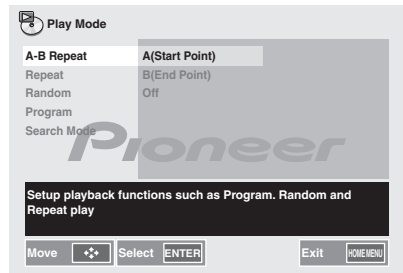 Play Mode
A-B Repeat A(Start Point)
Repeat B(End Point)
Random Off
Program
Search Mode
Pioneer
Setup playback functions such as Program. Random and
Repeat play
Move Select ENTER Exit HOME MENU